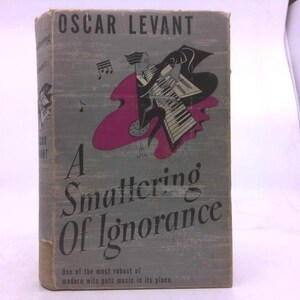 OSCAR LEVANT
A
Smattering
Of Ignorance
One of the most robust of
modern wits puts music in its place